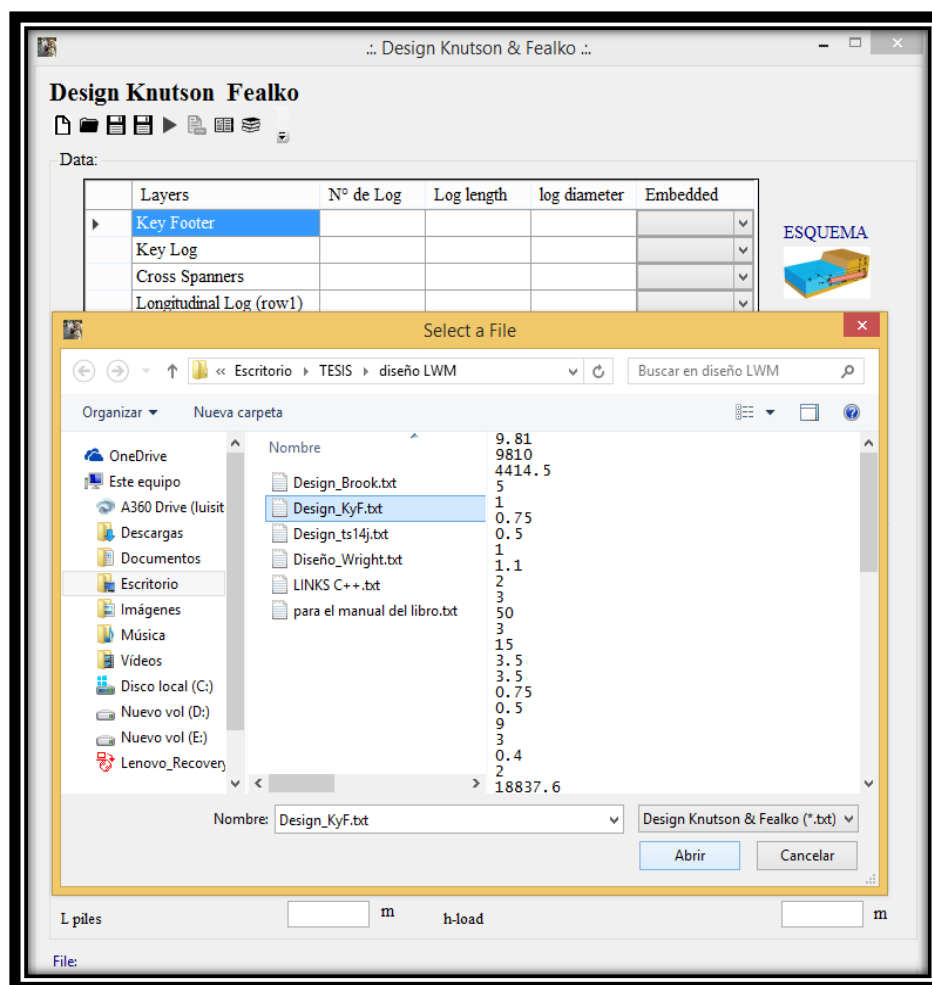 .:. Design Knutson & Fealko .:.
Design Knutson Fealko
Data:
Layers N° de Log Log length log diameter Embedded
Key Footer
Key Log
Cross Spanners
Longitudinal Log (row1)
ESQUEMA
Select a File
« Escritorio TESIS diseño LWM
Buscar en diseño LWM
Organizar Nueva carpeta
OneDrive
Este equipo
A360 Drive (luisit
Descargas
Documentos
Escritorio
Imágenes
Música
Vídeos
Disco local (C:)
Nuevo vol (D:)
Nuevo vol (E:)
Lenovo_Recovery
Nombre
Design_Brook.txt
Design_KyF.txt
Design_ts14j.txt
Diseño_Wright.txt
LINKS C++.txt
para el manual del libro.txt
9.81
9810
4414.5
5
1
0.75
0.5
1
1.1
2
3
50
3
15
3.5
3.5
0.75
0.5
9
3
0.4
2
18837.6
Nombre: Design_KyF.txt
Design Knutson & Fealko (*.txt)
Abrir Cancelar
L piles m h-load m
File: